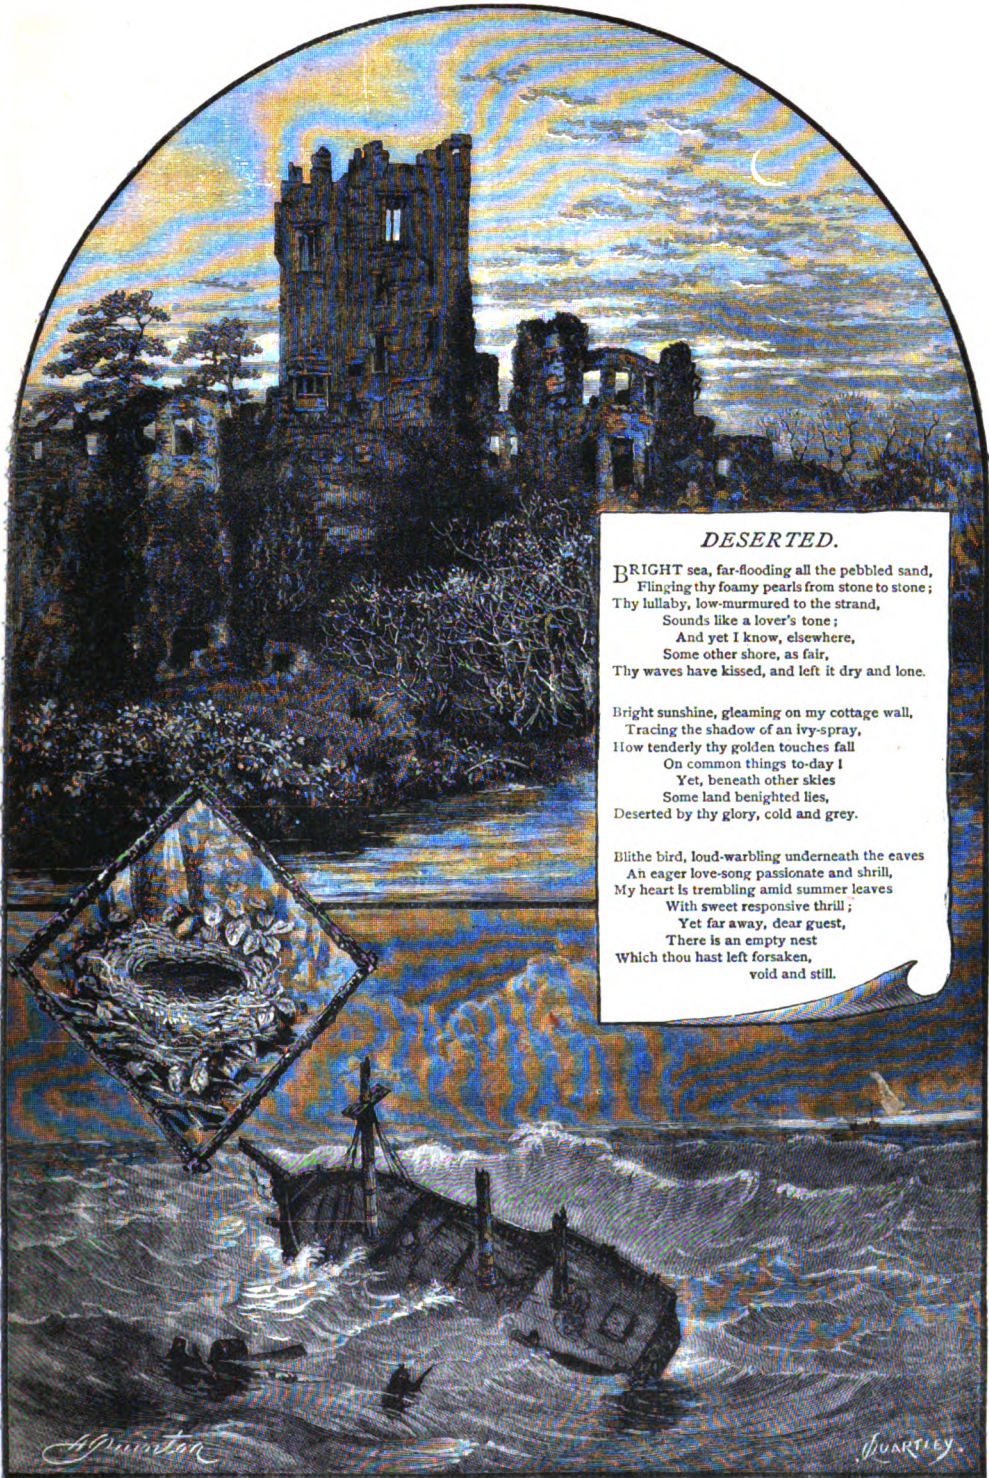 DESERTED.
BRIGHT sea, far-flooding all the pebbled sand,
Flinging thy foamy pearls from stone to stone;
Thy lullaby, low-murmured to the strand,
Sounds like a lover's tone;
And yet I know, elsewhere,
Some other shore, as fair,
Thy waves have kissed, and left it dry and lone.
Bright sunshine, gleaming on my cottage wall,
Tracing the shadow of an ivy-spray,
How tenderly thy golden touches fall
On common things to-day!
Yet, beneath other skies
Some land benighted lies,
Deserted by thy glory, cold and grey.
Blithe bird, loud-warbling underneath the eaves
An eager love-song passionate and shrill,
My heart is trembling amid summer leaves
With sweet responsive thrill;
Yet far away, dear guest,
There is an empty nest
Which thou hast left forsaken,
void and still.
A Quinton
QUARTLEY.